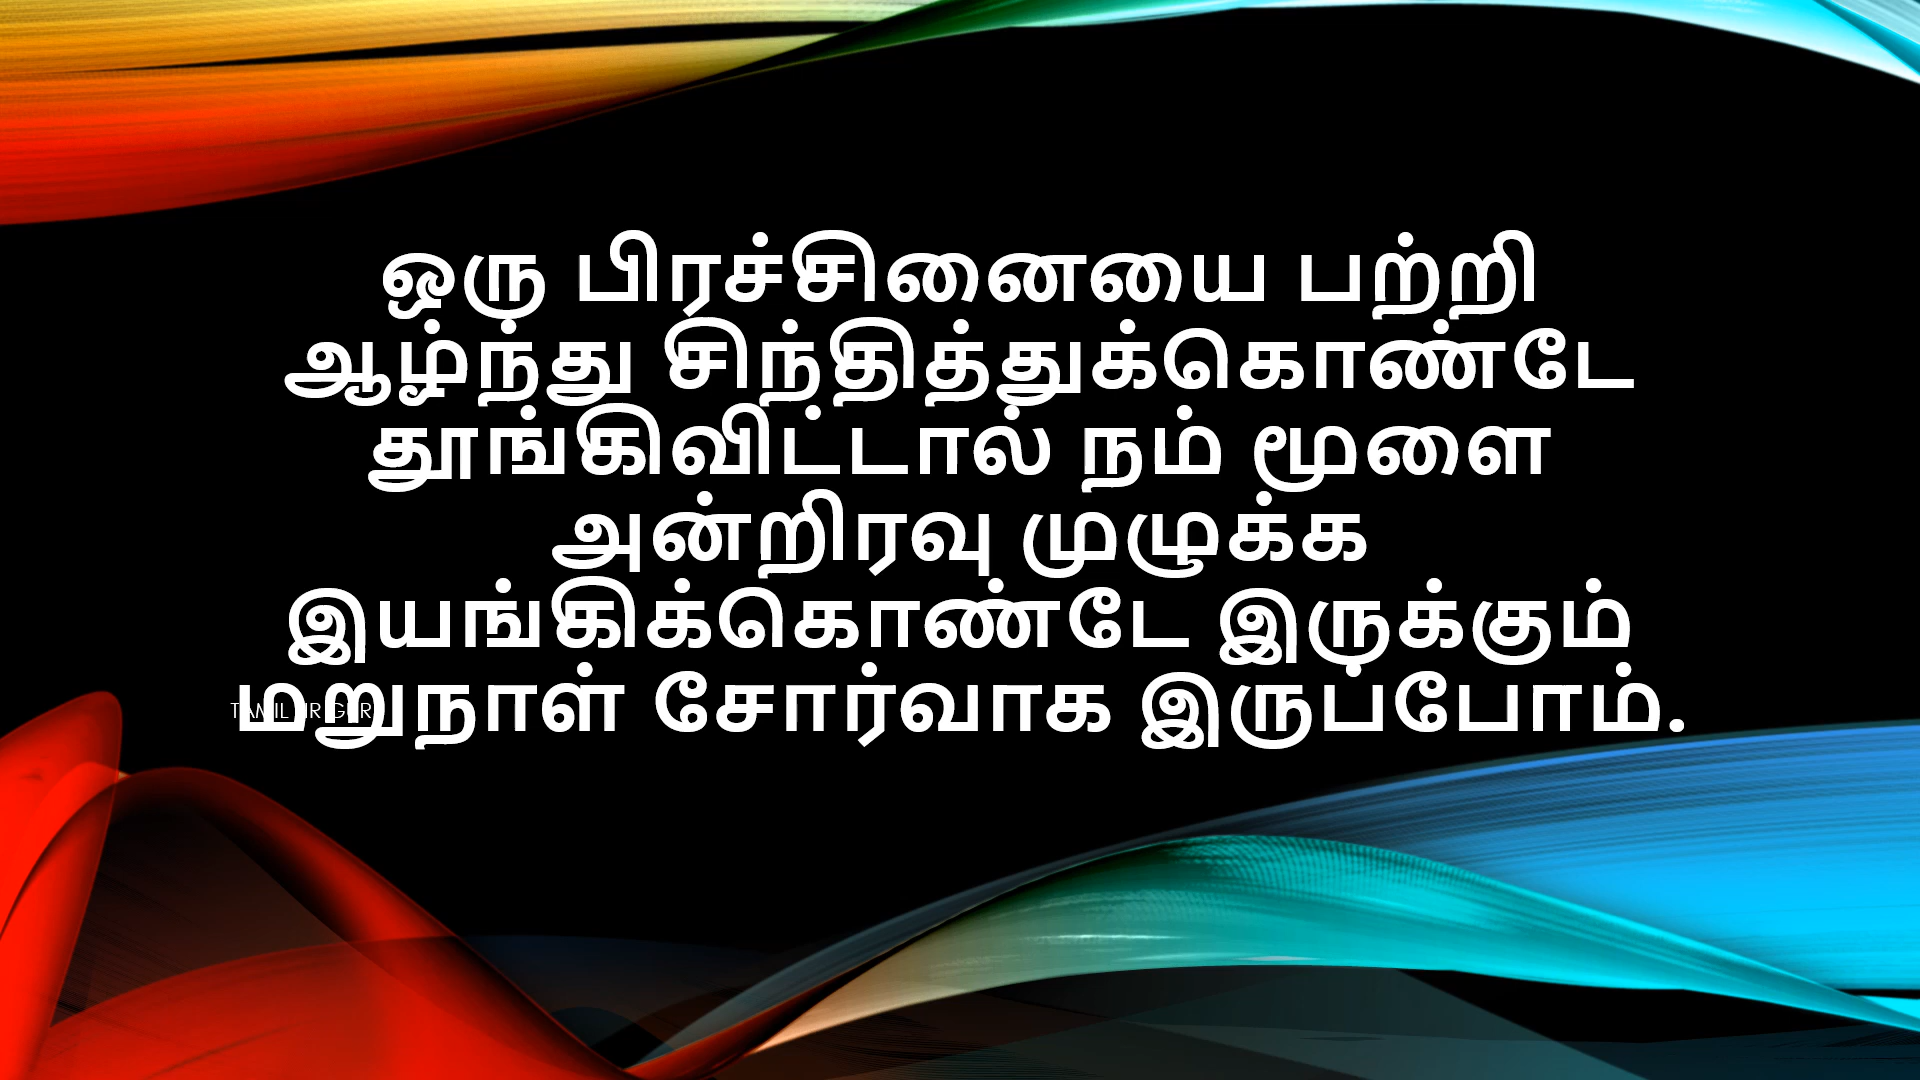 ஒரு பிரச்சினையை பற்றி
ஆழ்ந்து சிந்தித்துக்கொண்டே
தூங்கிவிட்டால் நம் மூளை
அன்றிரவு முழுக்க
இயங்கிக்கொண்டே இருக்கும்
மறுநாள் சோர்வாக இருப்போம்.